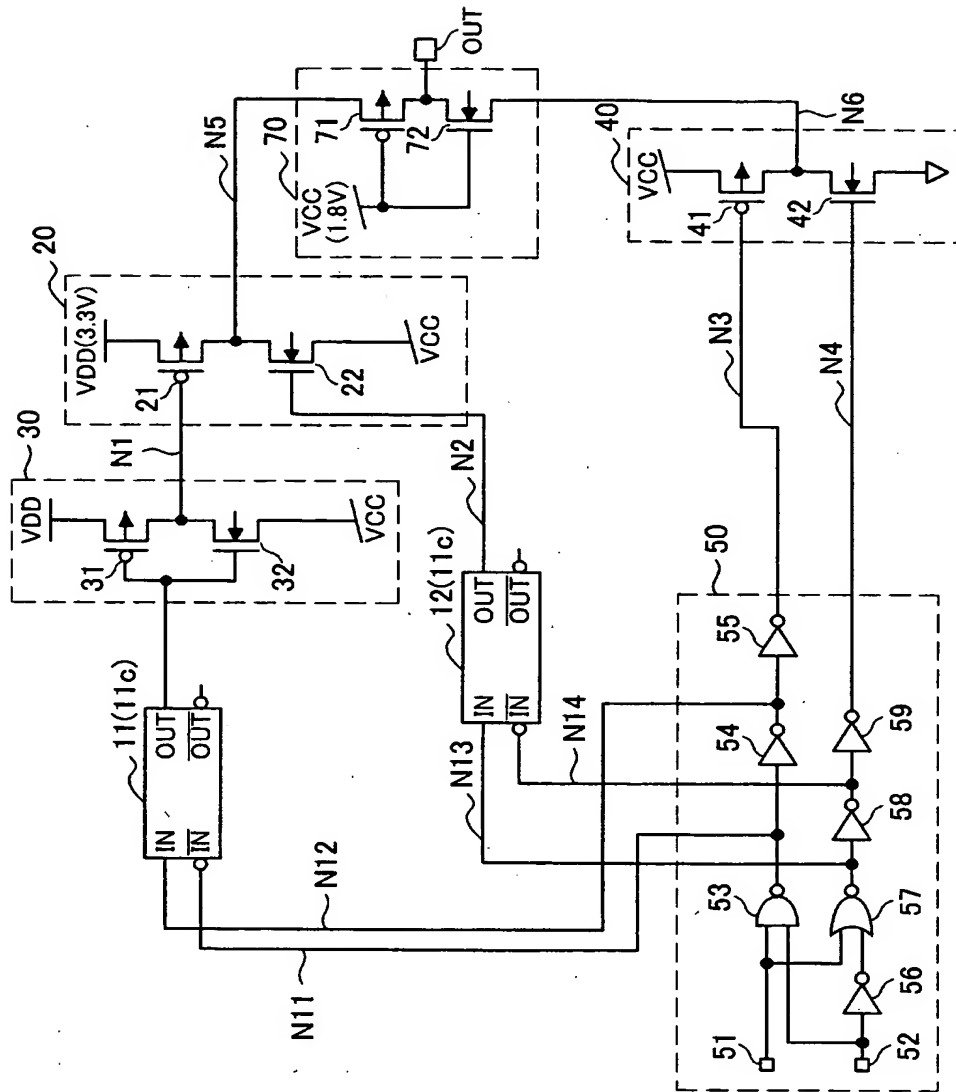 20
30
VDD
VDD(3.3V)
31
32
VCC
N1
21
22
VCC
N5
70
VCC
(1.8V)
71
72
OUT
11(11c)
IN
IN
OUT
OUT
12(11c)
IN
IN
OUT
OUT
N2
N3
N4
N6
40
VCC
41
42
N11
N12
N13
N14
50
51
52
53
54
55
56
57
58
59